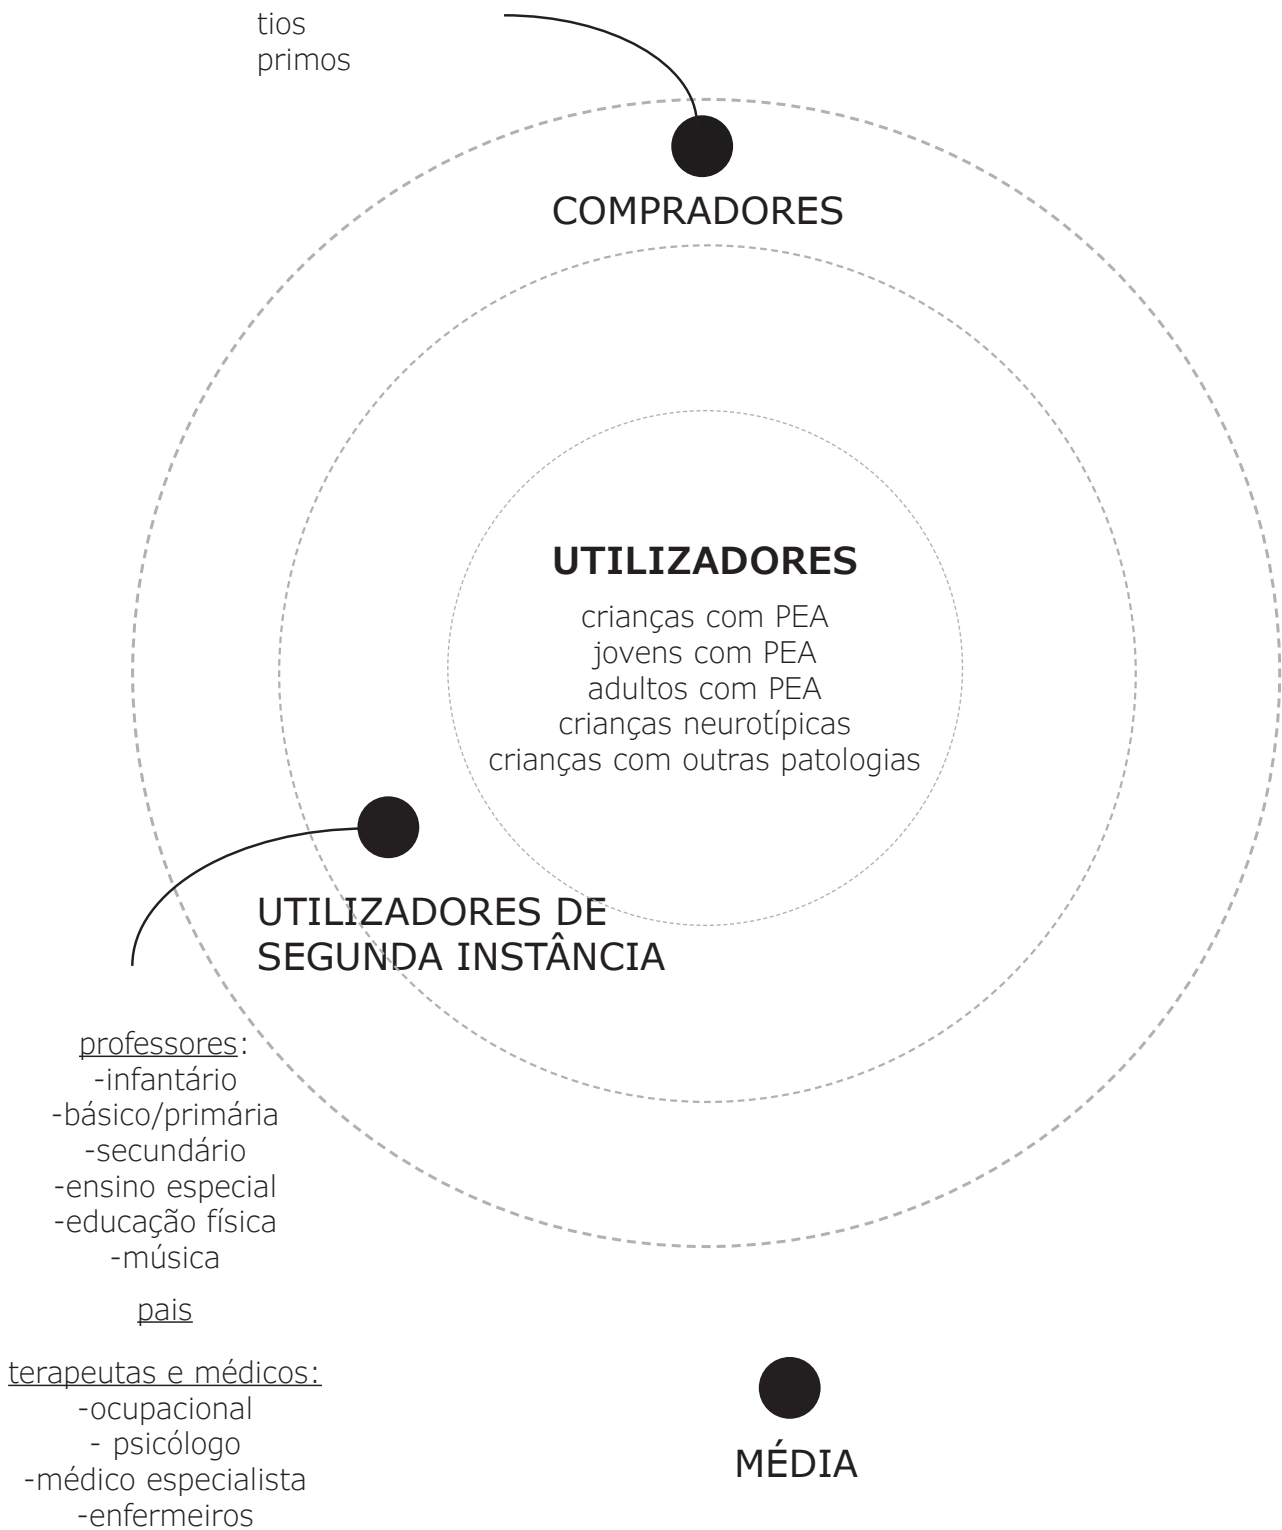 tios
primos
COMPRADORES
UTILIZADORES
crianças com PEA
jovens com PEA
adultos com PEA
crianças neurotípicas
crianças com outras patologias
UTILIZADORES DE
SEGUNDA INSTÂNCIA
professores:
-infantário
-básico/primária
-secundário
-ensino especial
-educação física
-música
pais
terapeutas e médicos:
-ocupacional
- psicólogo
-médico especialista
-enfermeiros
MÉDIA